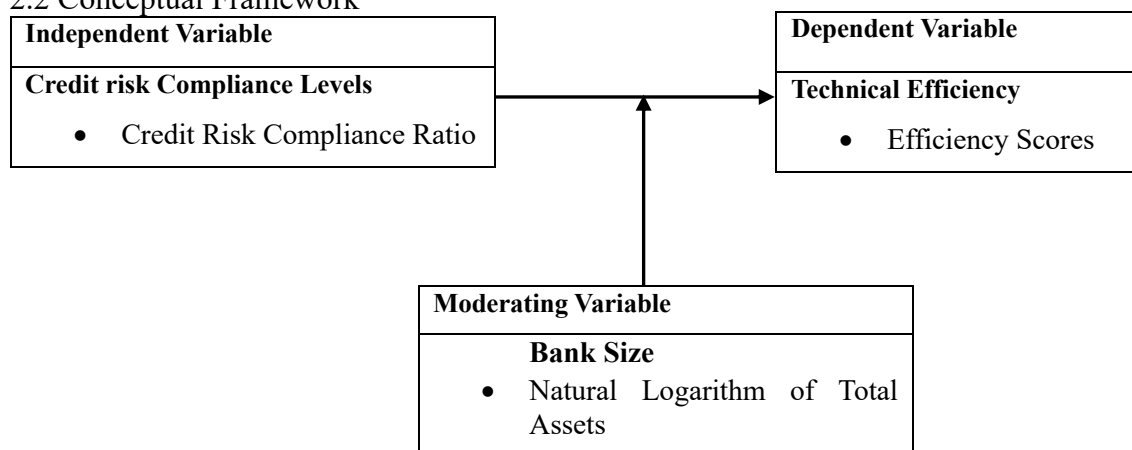 2.2 Conceptual Framework
Independent Variable
Credit risk Compliance Levels
• Credit Risk Compliance Ratio
Dependent Variable
Technical Efficiency
• Efficiency Scores
Moderating Variable
Bank Size
• Natural Logarithm of Total
Assets